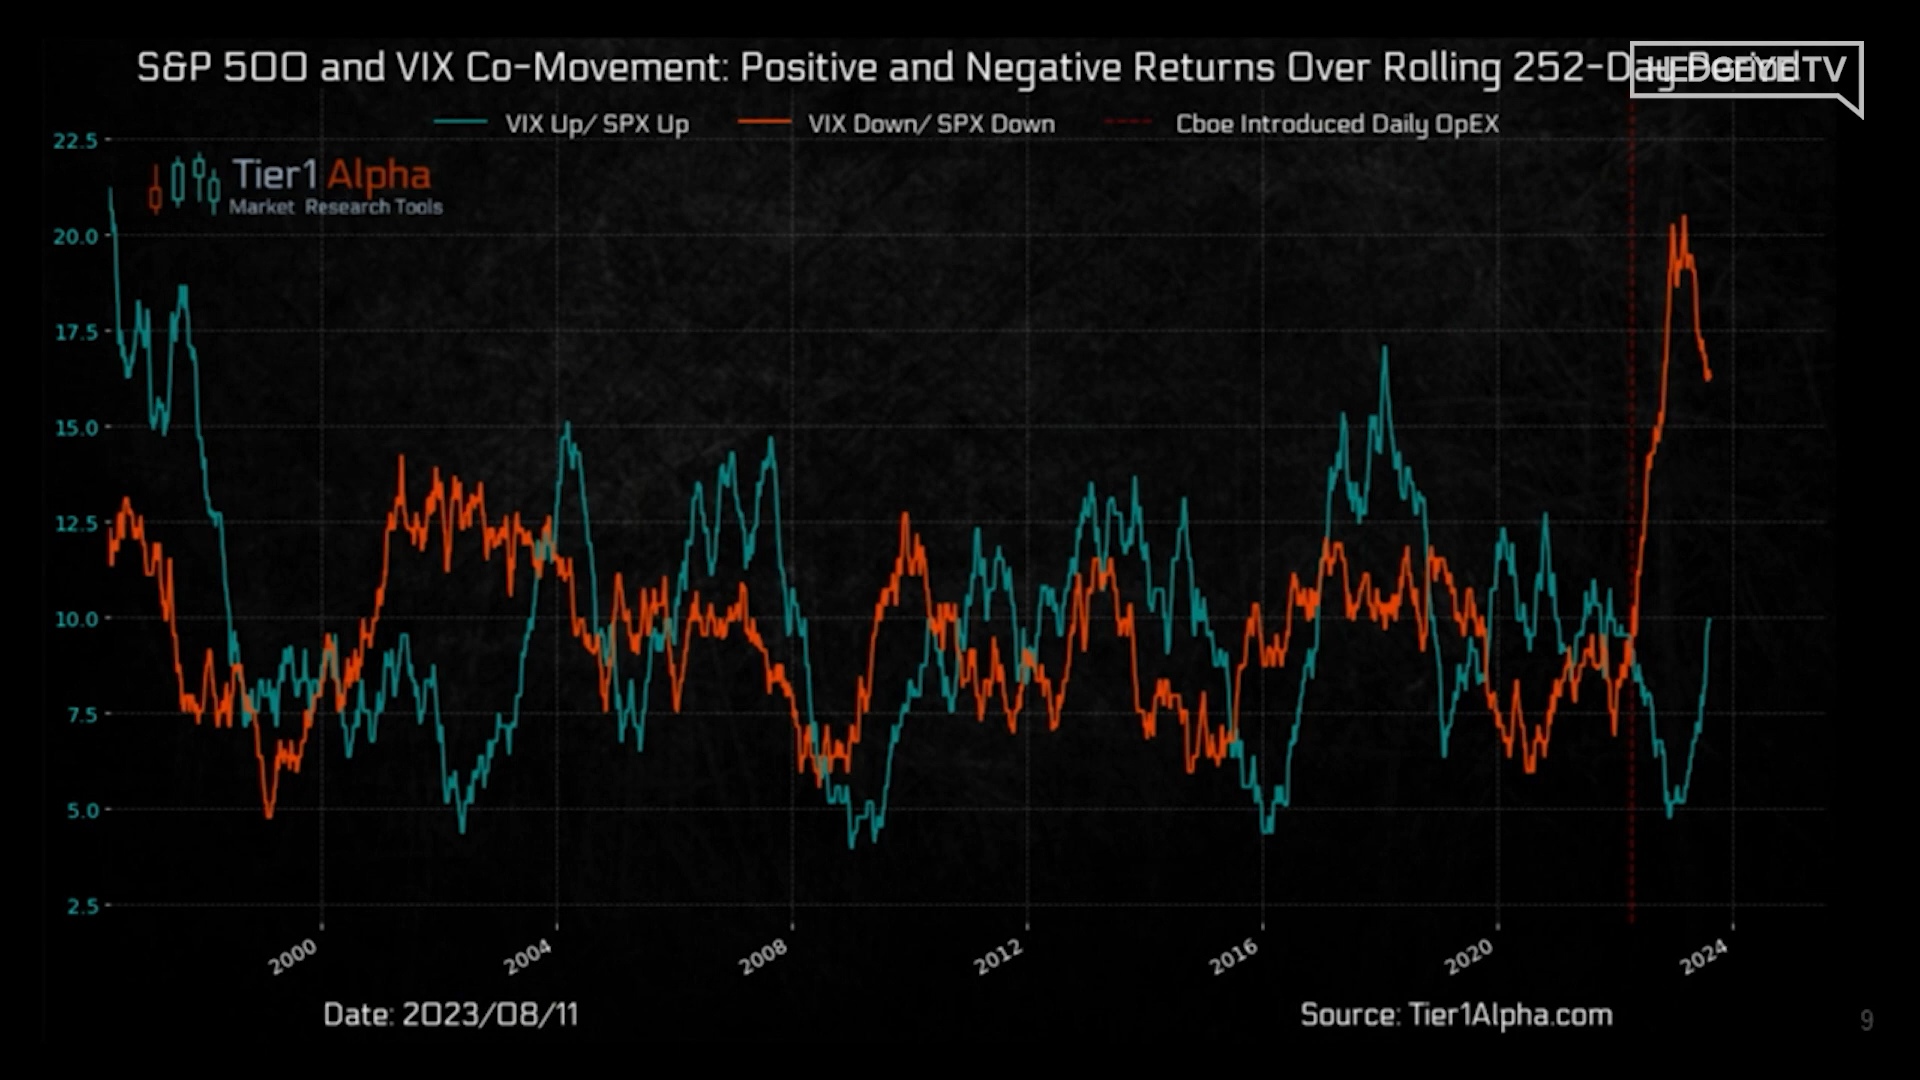 S&P 500 and VIX Co-Movement: Positive and Negative Returns Over Rolling 252-Day Period
HEDGEYE TV
VIX Up/ SPX Up
VIX Down/ SPX Down
Cboe Introduced Daily OpEX
Tier1 Alpha
Market Research Tools
22.5
20.0
17.5
15.0
12.5
10.0
7.5
5.0
2.5
2000
2004
2008
2012
2016
2020
2024
Date: 2023/08/11
Source: Tier1Alpha.com
9